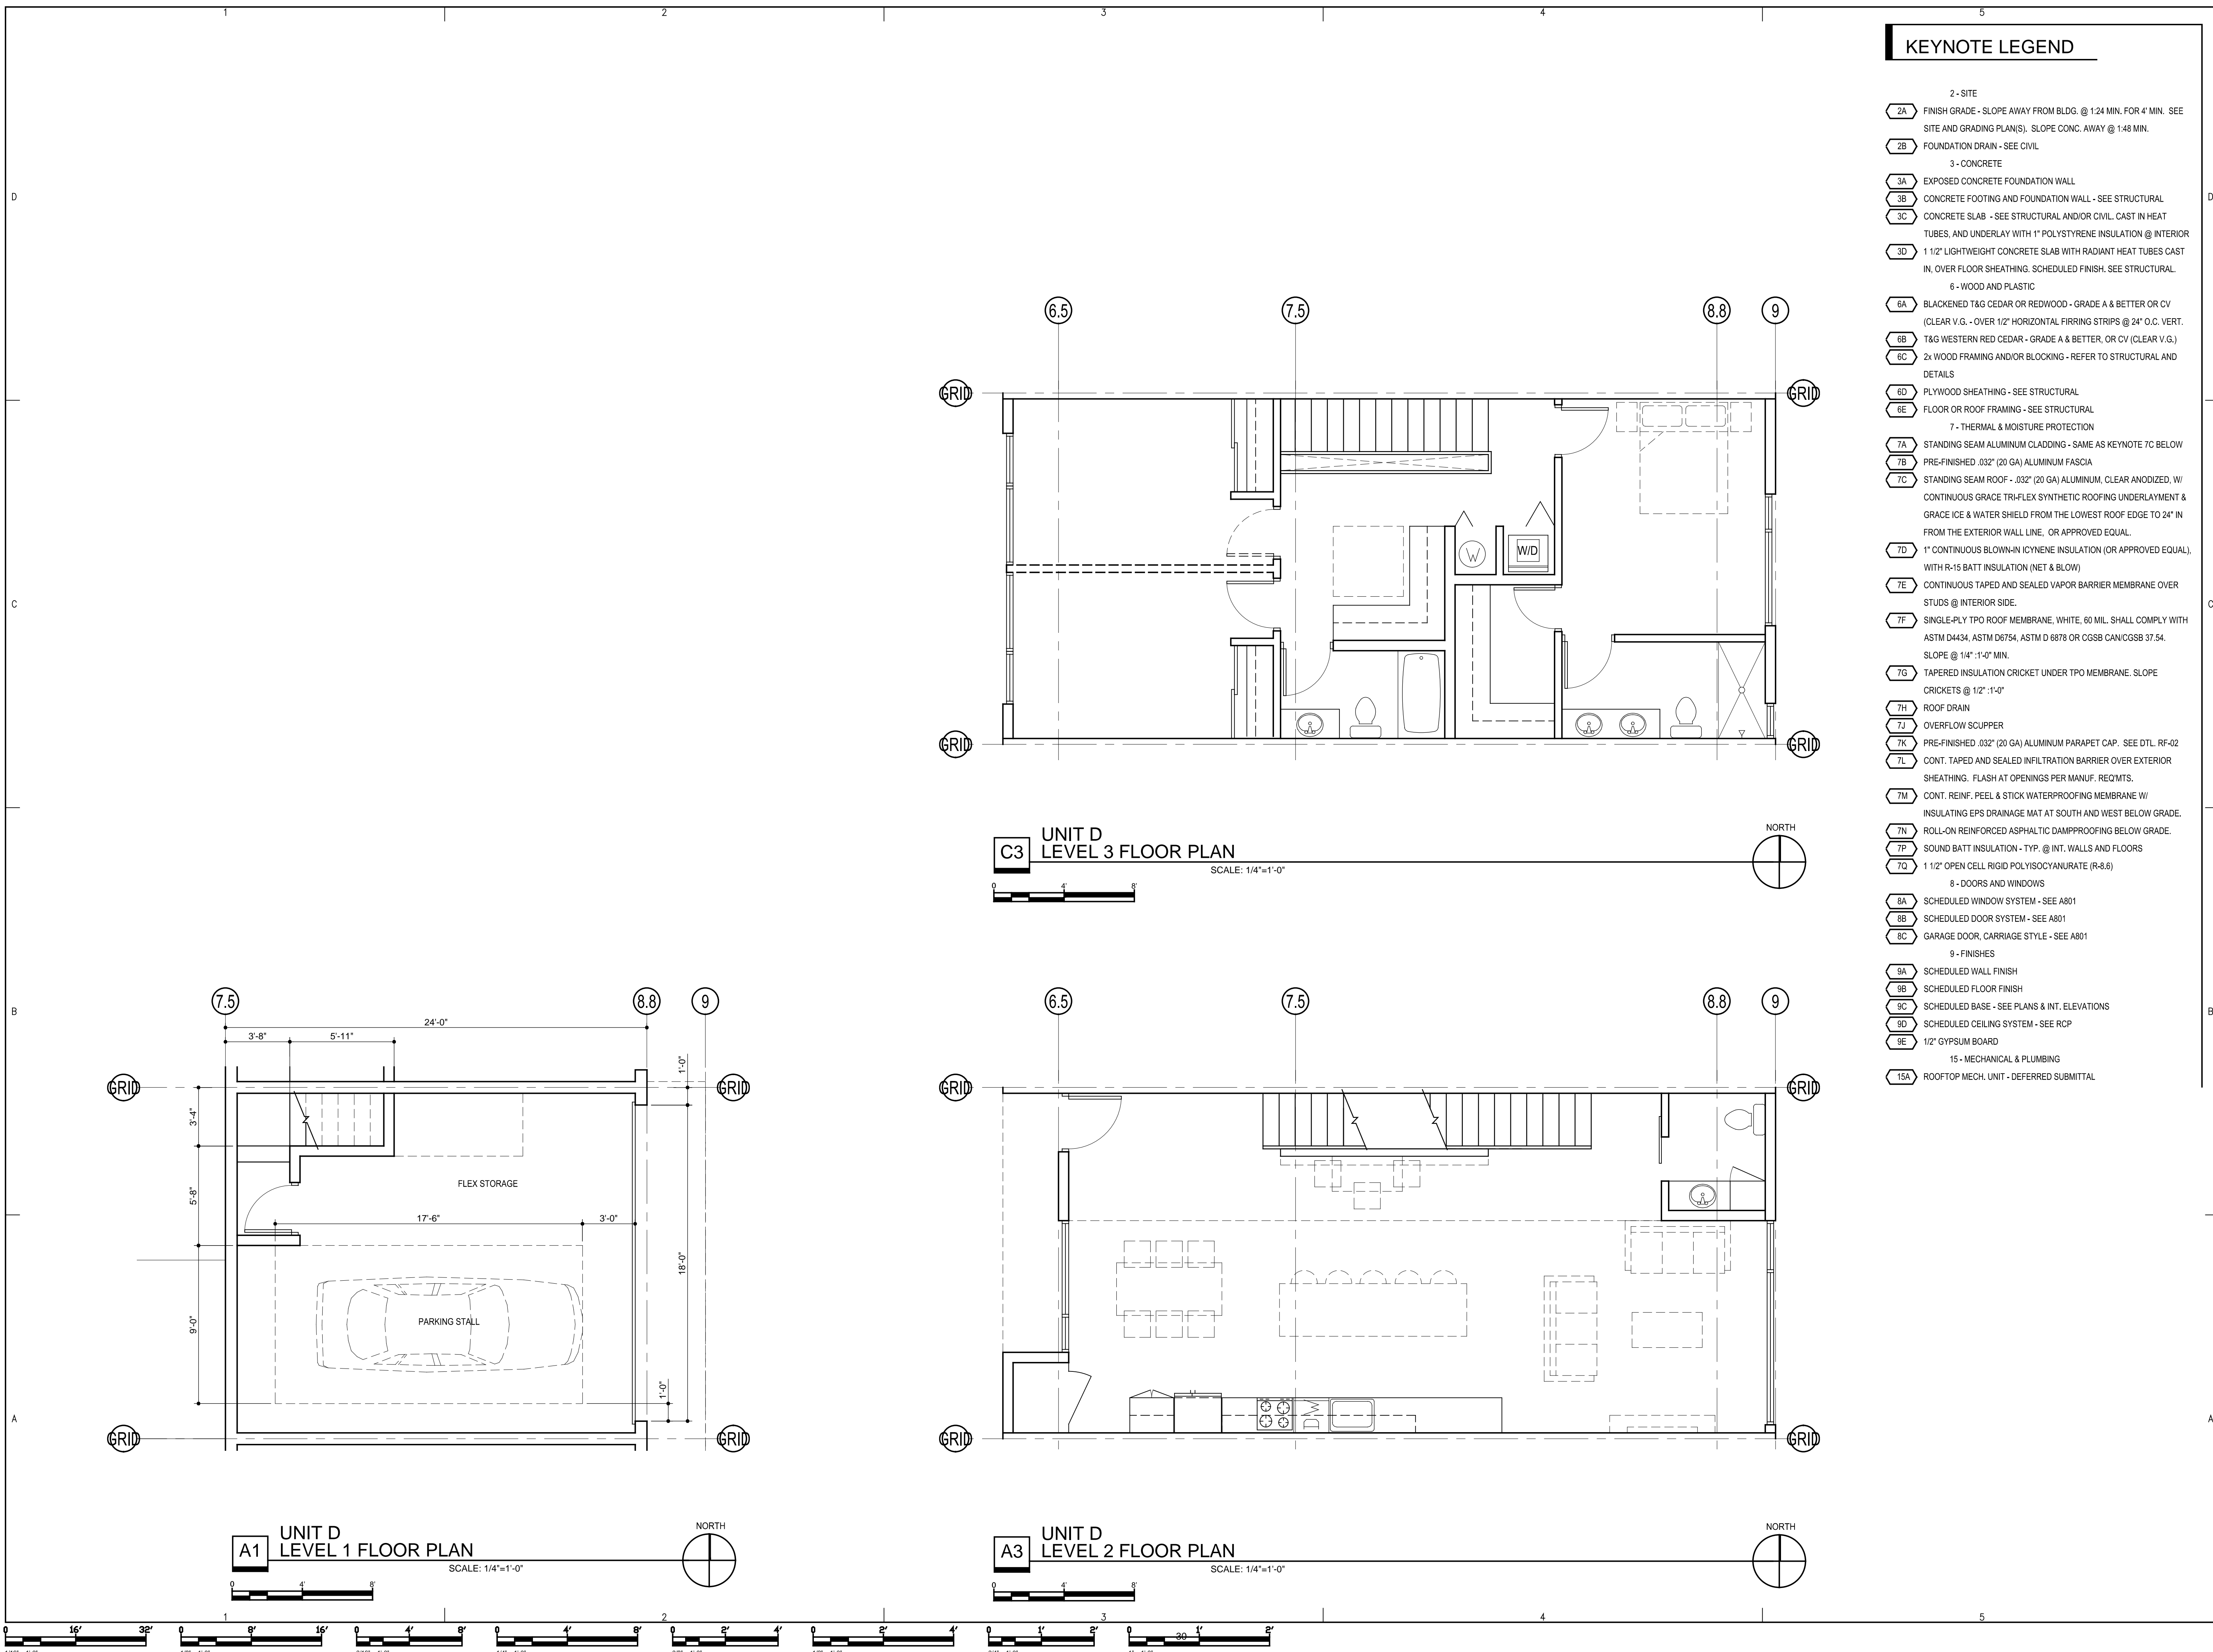 1 2 3 4 5
KEYNOTE LEGEND
2 - SITE
2A FINISH GRADE - SLOPE AWAY FROM BLDG. @ 1:24 MIN. FOR 4' MIN. SEE
SITE AND GRADING PLAN(S). SLOPE CONC. AWAY @ 1:48 MIN.
2B FOUNDATION DRAIN - SEE CIVIL
3 - CONCRETE
3A EXPOSED CONCRETE FOUNDATION WALL
3B CONCRETE FOOTING AND FOUNDATION WALL - SEE STRUCTURAL
3C CONCRETE SLAB - SEE STRUCTURAL AND/OR CIVIL. CAST IN HEAT
TUBES, AND UNDERLAY WITH 1" POLYSTYRENE INSULATION @ INTERIOR
3D 1 1/2" LIGHTWEIGHT CONCRETE SLAB WITH RADIANT HEAT TUBES CAST
IN, OVER FLOOR SHEATHING. SCHEDULED FINISH. SEE STRUCTURAL.
6 - WOOD AND PLASTIC
6A BLACKENED T&G CEDAR OR REDWOOD - GRADE A & BETTER OR CV
(CLEAR V.G. - OVER 1/2" HORIZONTAL FIRRING STRIPS @ 24" O.C. VERT.
6B T&G WESTERN RED CEDAR - GRADE A & BETTER, OR CV (CLEAR V.G.)
6C 2x WOOD FRAMING AND/OR BLOCKING - REFER TO STRUCTURAL AND
DETAILS
6D PLYWOOD SHEATHING - SEE STRUCTURAL
6E FLOOR OR ROOF FRAMING - SEE STRUCTURAL
7 - THERMAL & MOISTURE PROTECTION
7A STANDING SEAM ALUMINUM CLADDING - SAME AS KEYNOTE 7C BELOW
7B PRE-FINISHED .032" (20 GA) ALUMINUM FASCIA
7C STANDING SEAM ROOF - .032" (20 GA) ALUMINUM, CLEAR ANODIZED, W/
CONTINUOUS GRACE TRI-FLEX SYNTHETIC ROOFING UNDERLAYMENT &
GRACE ICE & WATER SHIELD FROM THE LOWEST ROOF EDGE TO 24" IN
FROM THE EXTERIOR WALL LINE, OR APPROVED EQUAL.
7D 1" CONTINUOUS BLOWN-IN ICYNENE INSULATION (OR APPROVED EQUAL),
WITH R-15 BATT INSULATION (NET & BLOW)
7E CONTINUOUS TAPED AND SEALED VAPOR BARRIER MEMBRANE OVER
STUDS @ INTERIOR SIDE.
7F SINGLE-PLY TPO ROOF MEMBRANE, WHITE, 60 MIL. SHALL COMPLY WITH
ASTM D4434, ASTM D6754, ASTM D 6878 OR CGSB CAN/CGSB 37.54.
SLOPE @ 1/4" :1'-0" MIN.
7G TAPERED INSULATION CRICKET UNDER TPO MEMBRANE. SLOPE
CRICKETS @ 1/2" :1'-0"
7H ROOF DRAIN
7J OVERFLOW SCUPPER
7K PRE-FINISHED .032" (20 GA) ALUMINUM PARAPET CAP. SEE DTL. RF-02
7L CONT. TAPED AND SEALED INFILTRATION BARRIER OVER EXTERIOR
SHEATHING. FLASH AT OPENINGS PER MANUF. REQ'MTS.
7M CONT. REINF. PEEL & STICK WATERPROOFING MEMBRANE W/
INSULATING EPS DRAINAGE MAT AT SOUTH AND WEST BELOW GRADE.
7N ROLL-ON REINFORCED ASPHALTIC DAMPPROOFING BELOW GRADE.
7P SOUND BATT INSULATION - TYP. @ INT. WALLS AND FLOORS
7Q 1 1/2" OPEN CELL RIGID POLYISOCYANURATE (R-8.6)
8 - DOORS AND WINDOWS
8A SCHEDULED WINDOW SYSTEM - SEE A801
8B SCHEDULED DOOR SYSTEM - SEE A801
8C GARAGE DOOR, CARRIAGE STYLE - SEE A801
9 - FINISHES
9A SCHEDULED WALL FINISH
9B SCHEDULED FLOOR FINISH
9C SCHEDULED BASE - SEE PLANS & INT. ELEVATIONS
9D SCHEDULED CEILING SYSTEM - SEE RCP
9E 1/2" GYPSUM BOARD
15 - MECHANICAL & PLUMBING
15A ROOFTOP MECH. UNIT - DEFERRED SUBMITTAL
D D
C C
B B
A A
6.5 7.5 8.8 9
GRID GRID
W W/D
GRID GRID
C3 UNIT D
LEVEL 3 FLOOR PLAN
SCALE: 1/4"=1'-0"
NORTH
0 4' 8'
7.5 8.8 9
24'-0"
3'-8" 5'-11"
1'-0"
GRID GRID
3'-4"
5'-8"
FLEX STORAGE
17'-6" 3'-0"
18'-0"
9'-0"
PARKING STALL
1'-0"
GRID GRID
A1 UNIT D
LEVEL 1 FLOOR PLAN
SCALE: 1/4"=1'-0"
NORTH
0 4' 8'
6.5 7.5 8.8 9
GRID GRID
DW
GRID GRID
A3 UNIT D
LEVEL 2 FLOOR PLAN
SCALE: 1/4"=1'-0"
NORTH
0 4' 8'
1 2 3 4 5
0 16' 32' 0 8' 16' 0 4' 8' 0 4' 8' 0 2' 4' 0 2' 4' 0 1' 2' 0 1' 2'
30